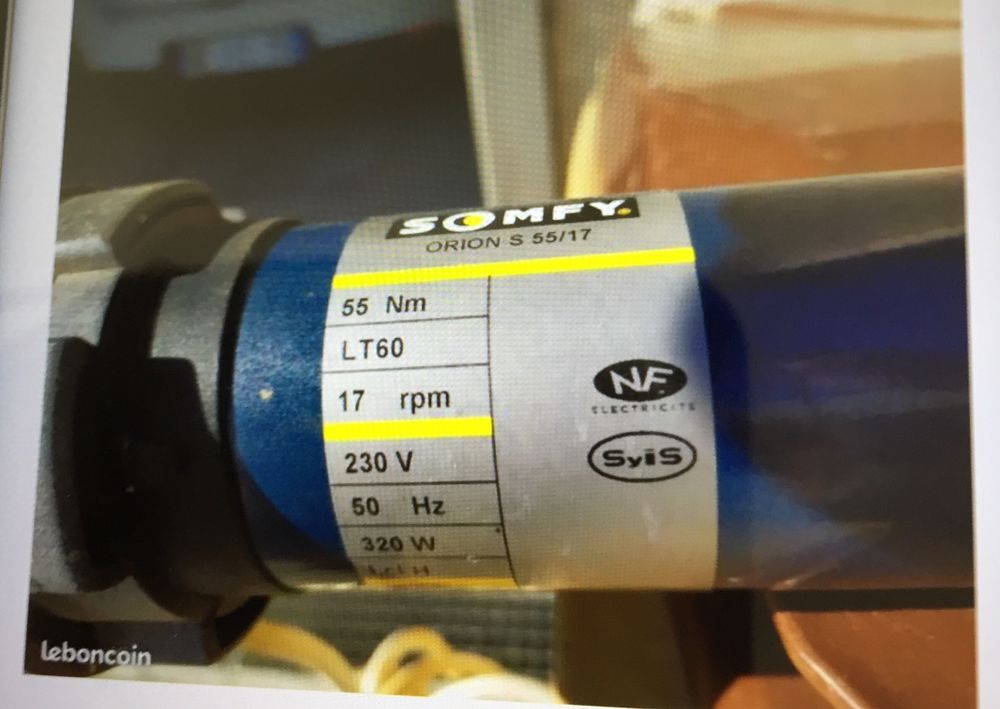 SOMFY.
ORION S 55/17
55 Nm
LT60
17 rpm
230 V
50 Hz
320 W
NF
ELECTRICITE
SyiS
leboncoin